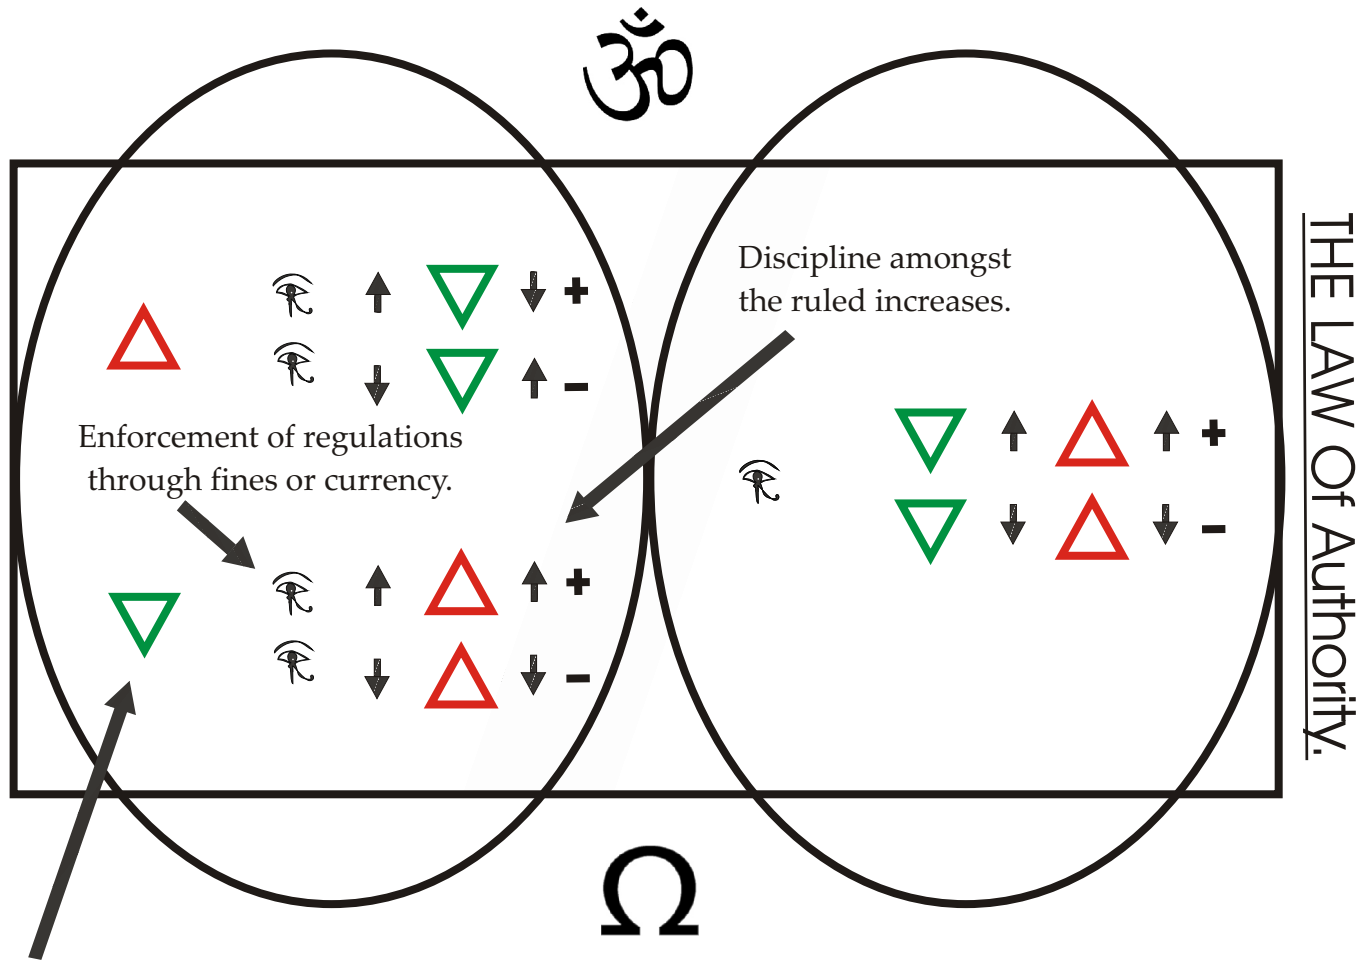 ॐ
Discipline amongst
the ruled increases.
+
−
Enforcement of regulations
through fines or currency.
+
−
+
−
THE LAW Of Authority.
Ω